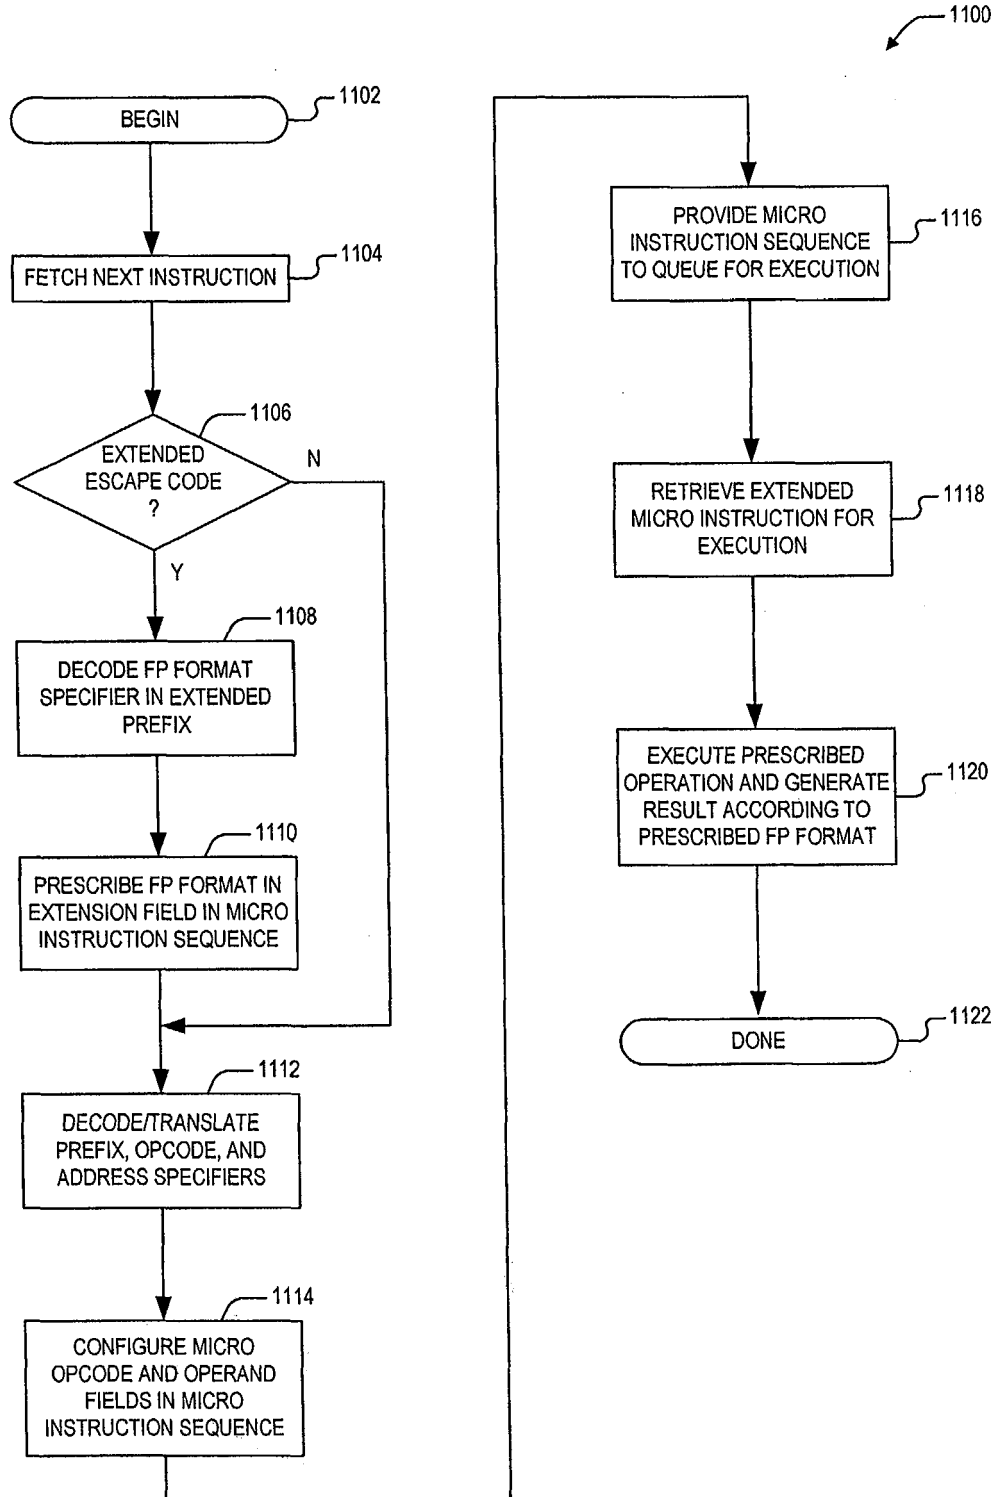 1100
BEGIN
1102
FETCH NEXT INSTRUCTION
1104
EXTENDED
ESCAPE CODE
?
1106
N
Y
DECODE FP FORMAT
SPECIFIER IN EXTENDED
PREFIX
1108
PRESCRIBE FP FORMAT IN
EXTENSION FIELD IN MICRO
INSTRUCTION SEQUENCE
1110
DECODE/TRANSLATE
PREFIX, OPCODE, AND
ADDRESS SPECIFIERS
1112
CONFIGURE MICRO
OPCODE AND OPERAND
FIELDS IN MICRO
INSTRUCTION SEQUENCE
1114
PROVIDE MICRO
INSTRUCTION SEQUENCE
TO QUEUE FOR EXECUTION
1116
RETRIEVE EXTENDED
MICRO INSTRUCTION FOR
EXECUTION
1118
EXECUTE PRESCRIBED
OPERATION AND GENERATE
RESULT ACCORDING TO
PRESCRIBED FP FORMAT
1120
DONE
1122